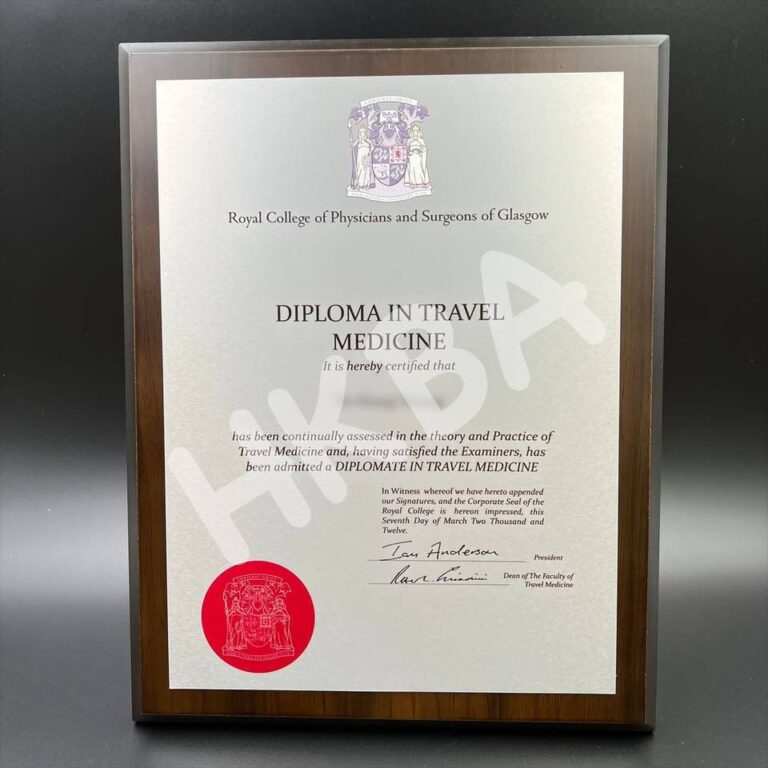 Royal College of Physicians and Surgeons of Glasgow
DIPLOMA IN TRAVEL
MEDICINE
It is hereby certified that
has been continually assessed in the theory and Practice of
Travel Medicine and, having satisfied the Examiners, has
been admitted a DIPLOMATE IN TRAVEL MEDICINE
In Witness whereof we have hereto appended
our Signatures, and the Corporate Seal of the
Royal College is hereon impressed, this
Seventh Day of March Two Thousand and
Twelve.
Ian Anderson
President
Dean of The Faculty of
Travel Medicine
HKBA